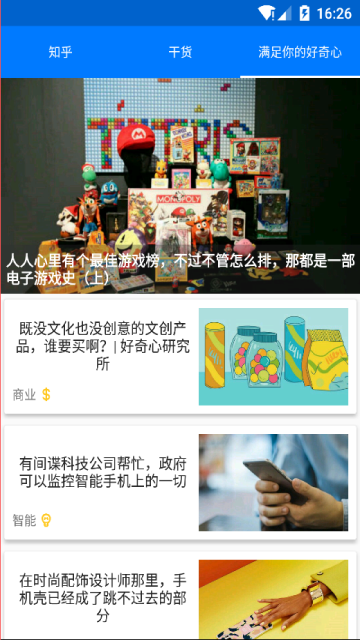 16:26
知乎
干货
满足你的好奇心
TETRIS
MONOPOLY
人人心里有个最佳游戏榜，不过不管怎么排，那都是一部
电子游戏史（上）
既没文化也没创意的文创产
品，谁要买啊？| 好奇心研究
所
商业
有间谍科技公司帮忙，政府
可以监控智能手机上的一切
智能
在时尚配饰设计师那里，手
机壳已经成了跳不过去的部
分